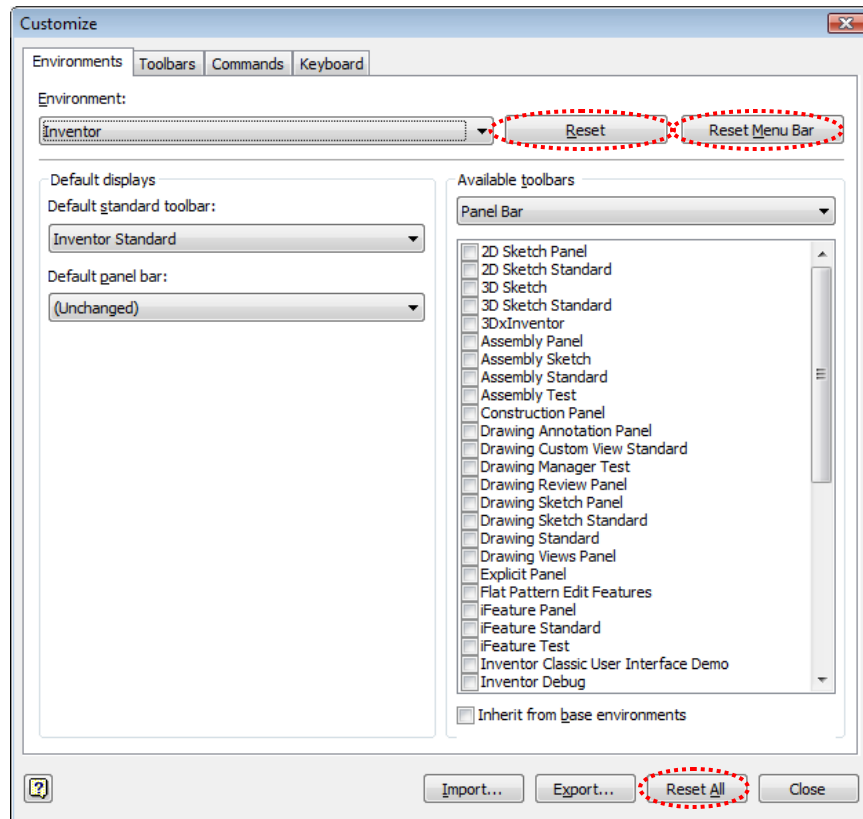 Customize
Environments Toolbars Commands Keyboard
Environment:
Inventor Reset Reset Menu Bar
Default displays
Default standard toolbar:
Inventor Standard
Default panel bar:
(Unchanged)
Available toolbars
Panel Bar
2D Sketch Panel
2D Sketch Standard
3D Sketch
3D Sketch Standard
3DxInventor
Assembly Panel
Assembly Sketch
Assembly Standard
Assembly Test
Construction Panel
Drawing Annotation Panel
Drawing Custom View Standard
Drawing Manager Test
Drawing Review Panel
Drawing Sketch Panel
Drawing Sketch Standard
Drawing Standard
Drawing Views Panel
Explicit Panel
Flat Pattern Edit Features
iFeature Panel
iFeature Standard
iFeature Test
Inventor Classic User Interface Demo
Inventor Debug
Inherit from base environments
? Import... Export... Reset All Close